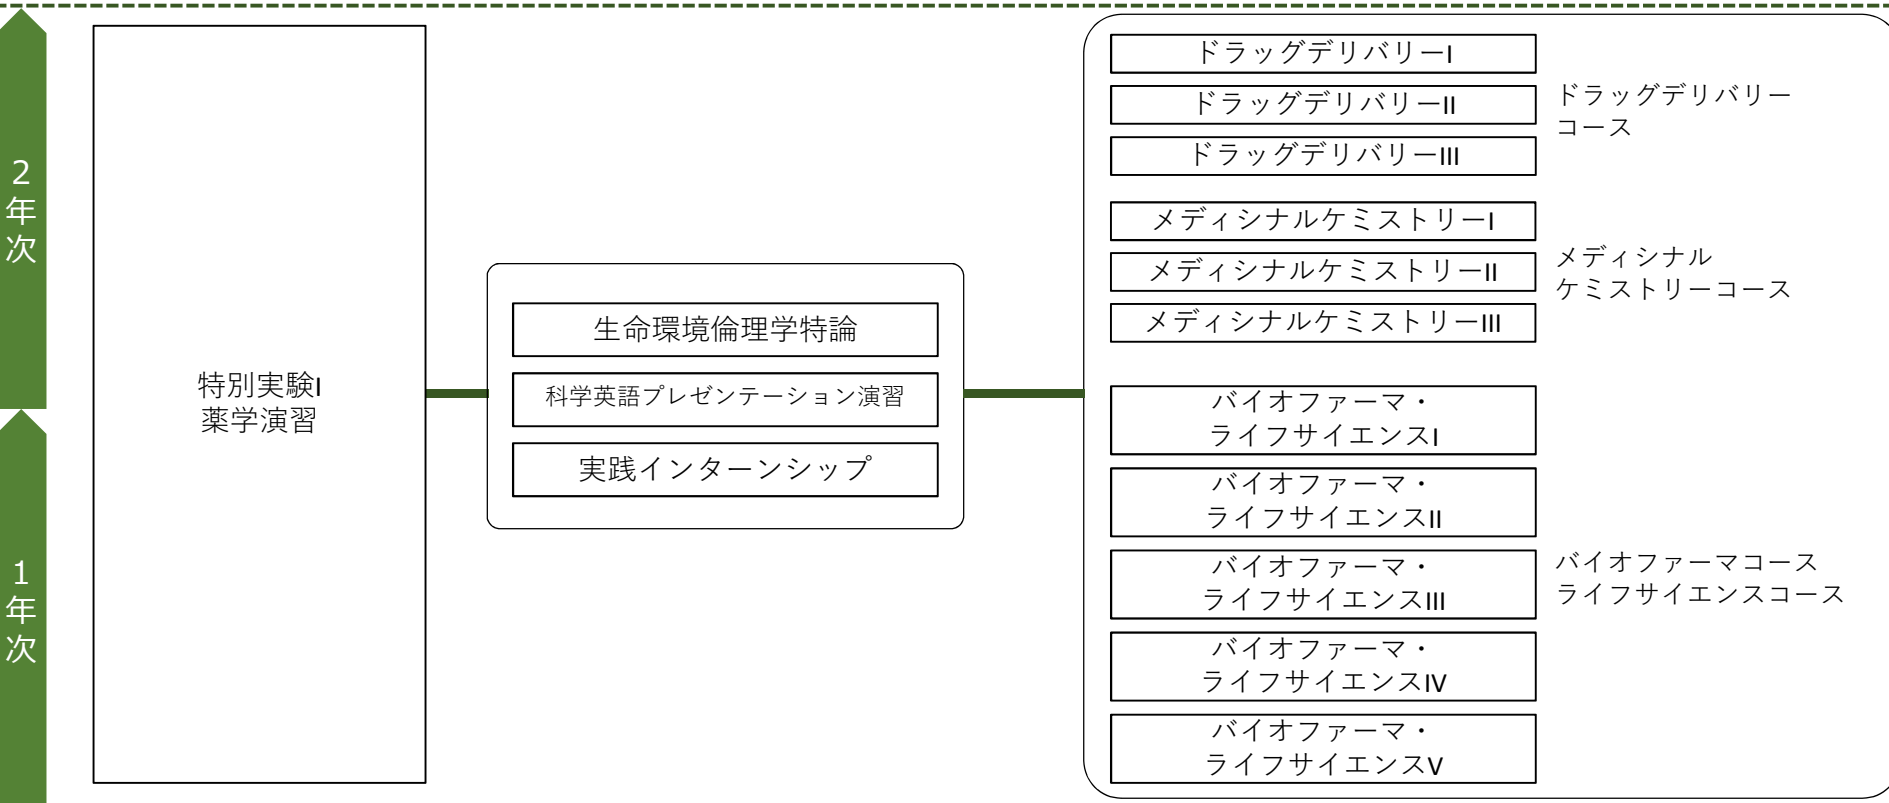 2
年
次
1
年
次
特別実験I
薬学演習
生命環境倫理学特論
科学英語プレゼンテーション演習
実践インターンシップ
ドラッグデリバリーI
ドラッグデリバリーII
ドラッグデリバリーIII
ドラッグデリバリー
コース
メディシナルケミストリーI
メディシナルケミストリーII
メディシナルケミストリーIII
メディシナル
ケミストリーコース
バイオファーマ・
ライフサイエンスI
バイオファーマ・
ライフサイエンスII
バイオファーマ・
ライフサイエンスIII
バイオファーマ・
ライフサイエンスIV
バイオファーマ・
ライフサイエンスV
バイオファーマコース
ライフサイエンスコース